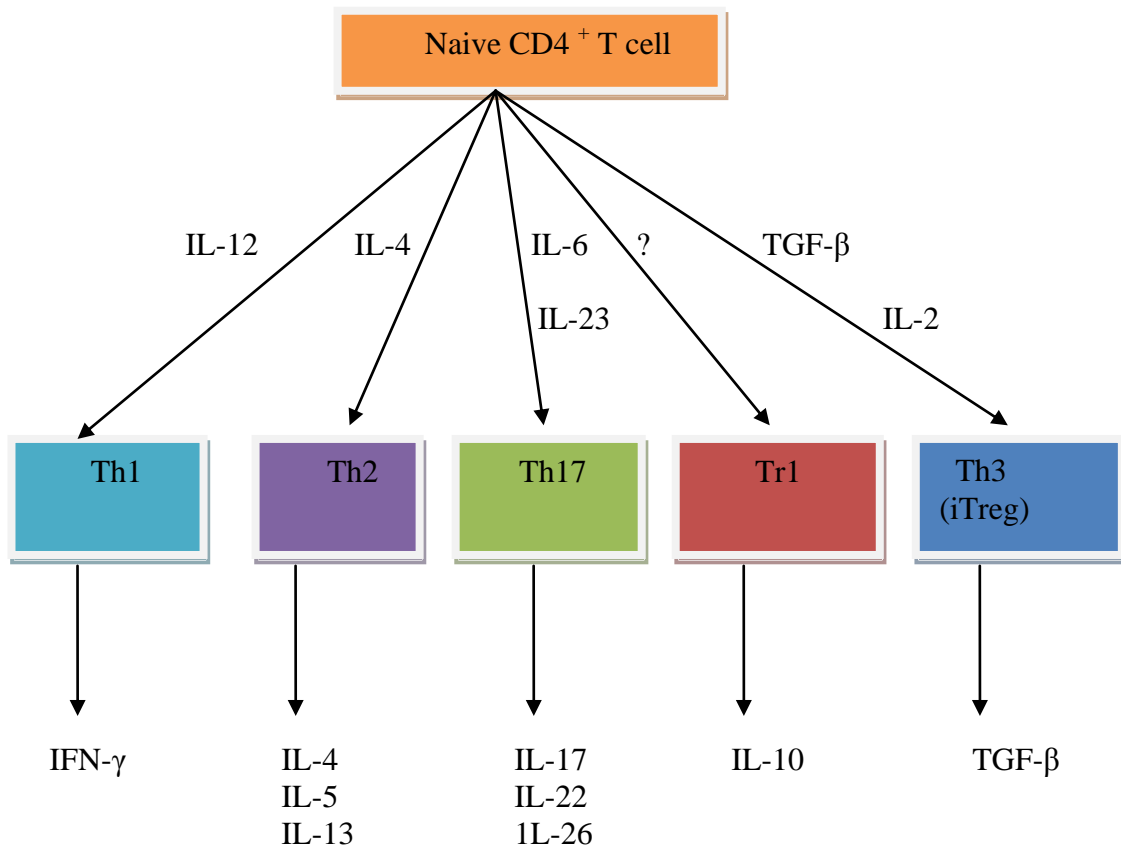 Naive CD4 + T cell
IL-12
IL-4
IL-6
?
TGF-β
IL-23
IL-2
Th1
Th2
Th17
Tr1
Th3
(iTreg)
IFN-γ
IL-4
IL-5
IL-13
IL-17
IL-22
1L-26
IL-10
TGF-β